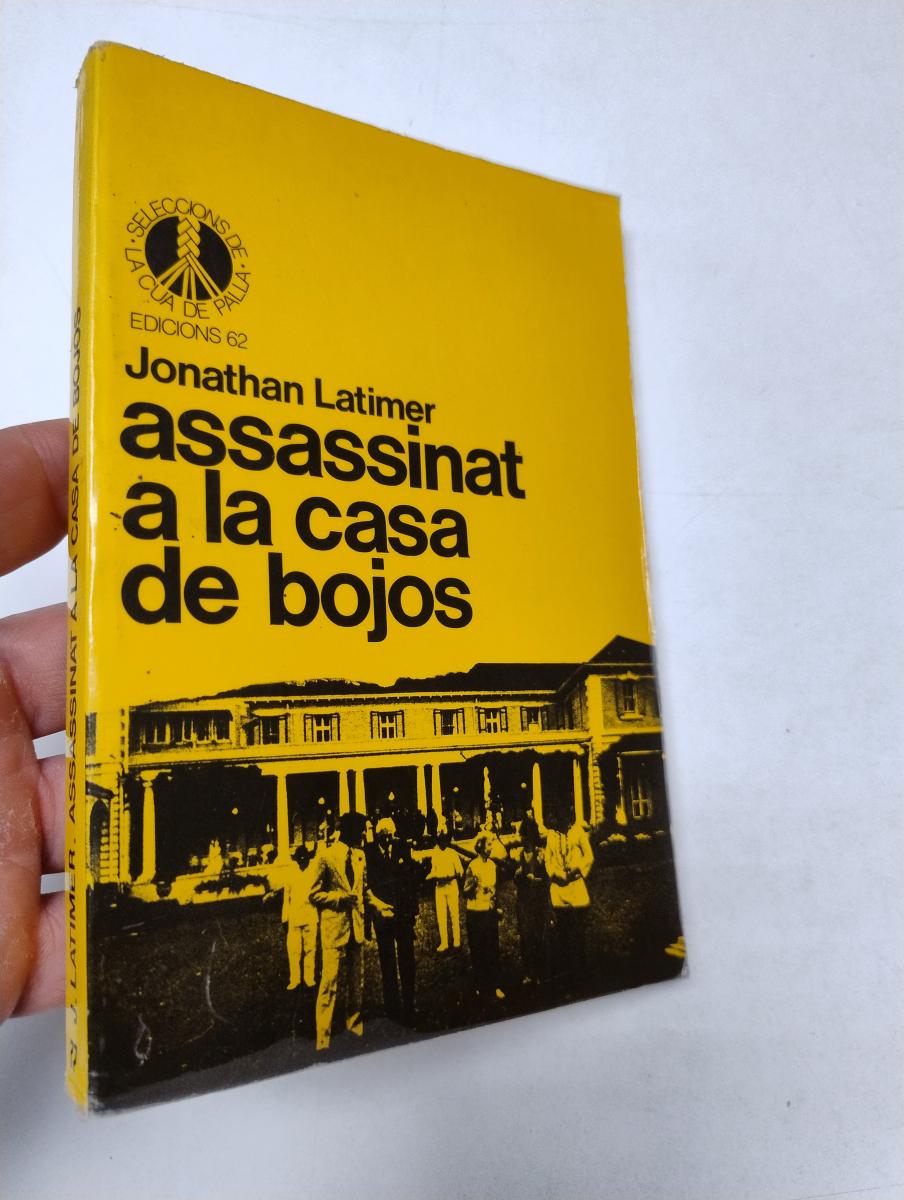 SELECCIONS DE
· LA CUA DE PALLA ·
EDICIONS 62
Jonathan Latimer
assassinat
a la casa
de bojos
J. LATIMER. ASSASSINAT A LA CASA DE BOJOS